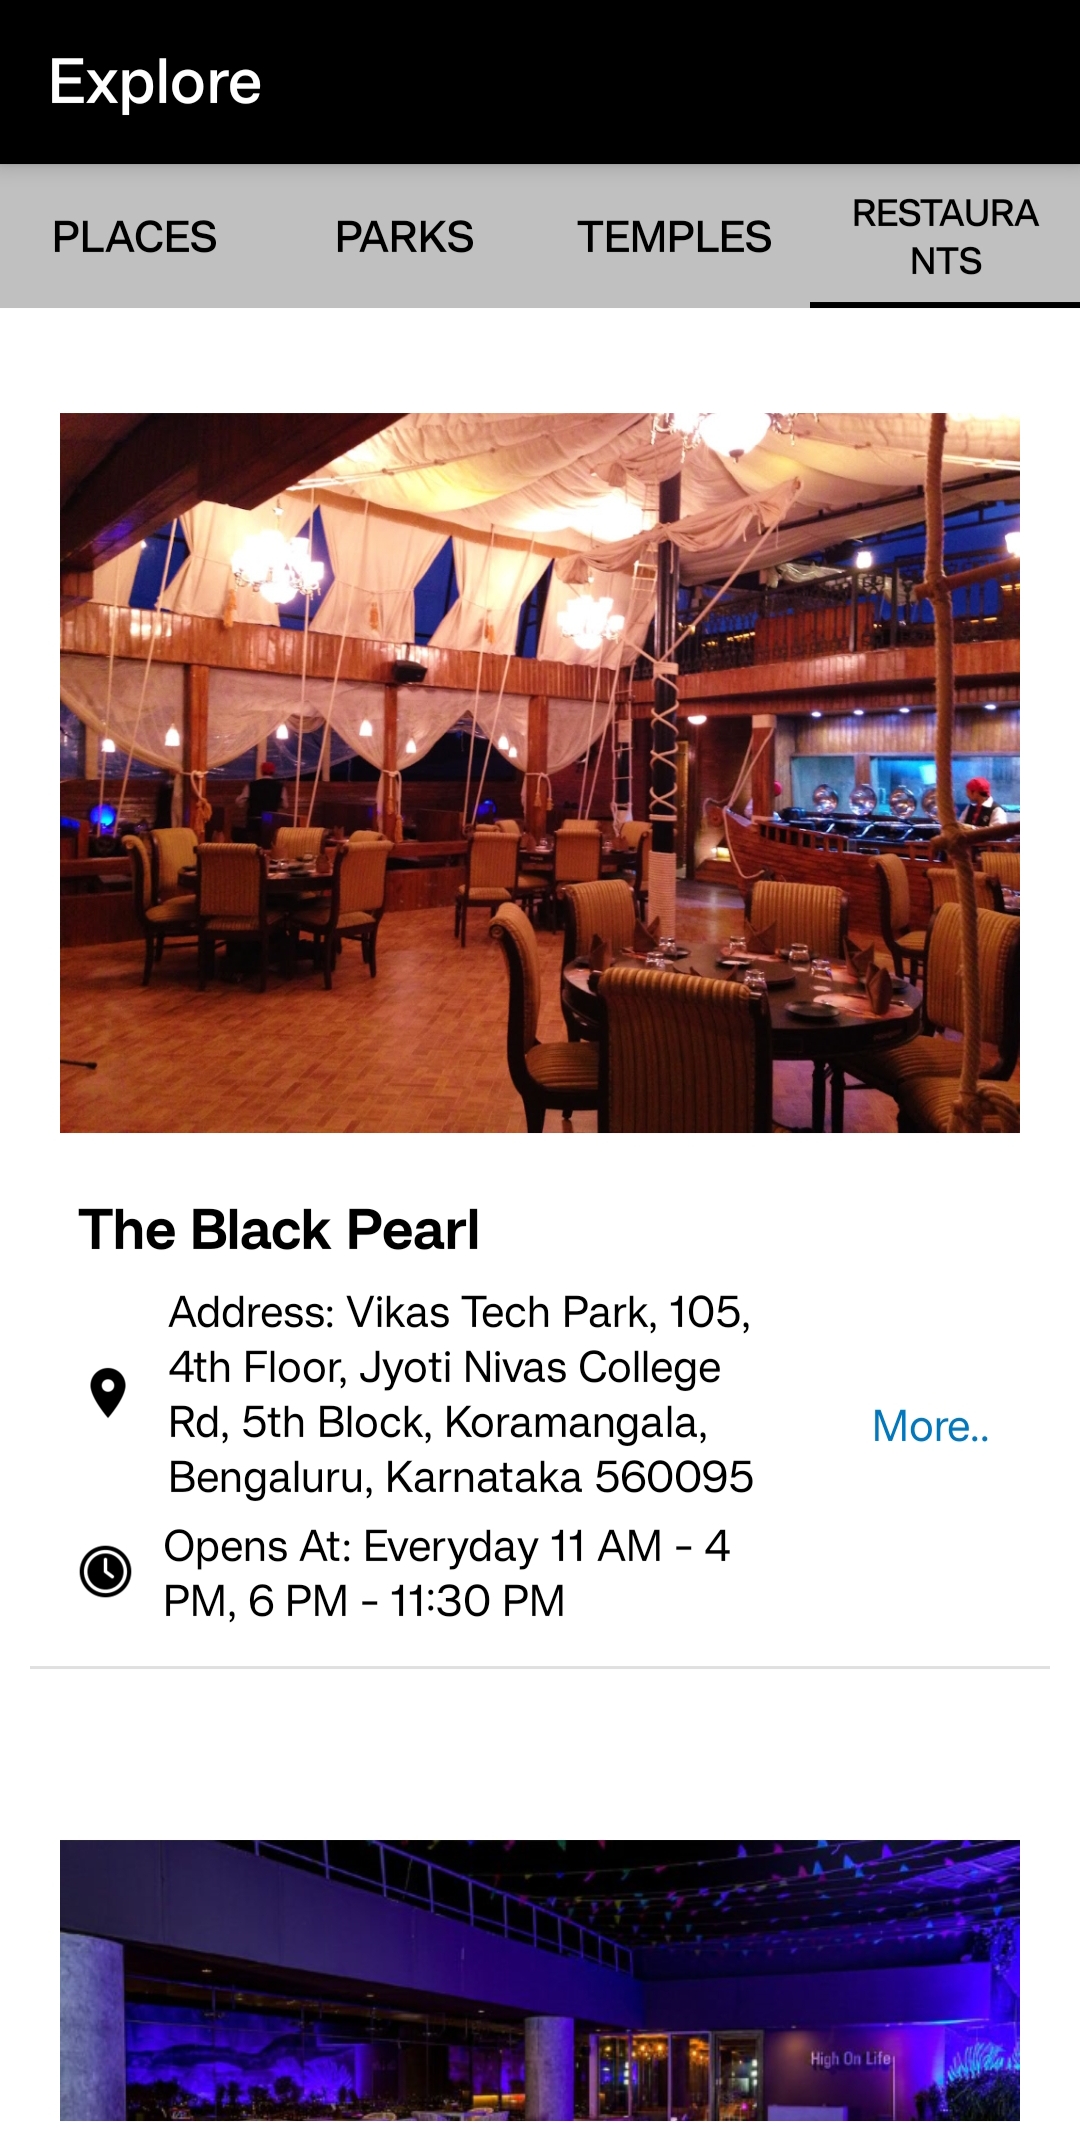 Explore
PLACES PARKS TEMPLES RESTAURA
NTS
The Black Pearl
Address: Vikas Tech Park, 105,
4th Floor, Jyoti Nivas College
Rd, 5th Block, Koramangala,
Bengaluru, Karnataka 560095
More..
Opens At: Everyday 11 AM - 4
PM, 6 PM - 11:30 PM
High On Life